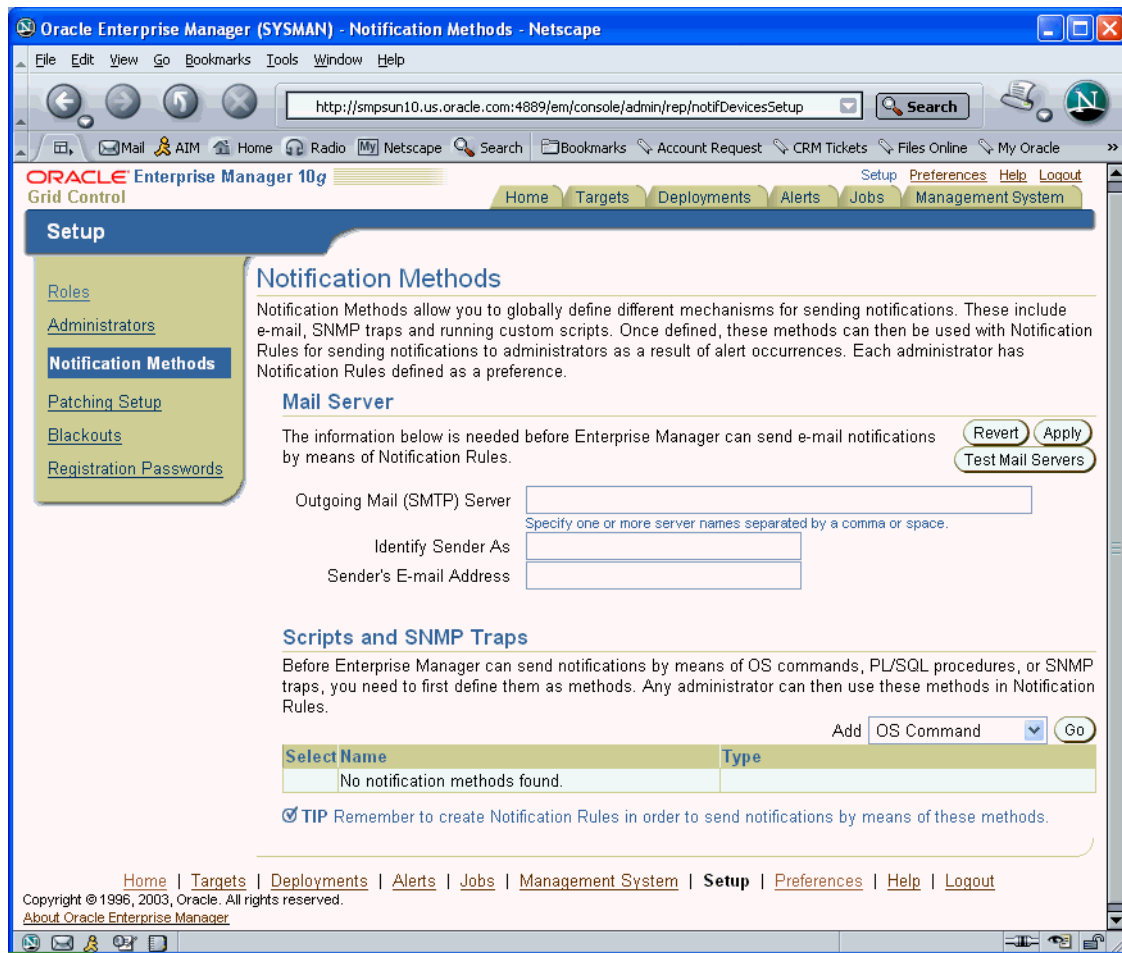 Oracle Enterprise Manager (SYSMAN) - Notification Methods - Netscape
File Edit View Go Bookmarks Tools Window Help
http://smpsun10.us.oracle.com:4889/em/console/admin/rep/notifDevicesSetup Search N
Mail AIM Home Radio My Netscape Search Bookmarks Account Request CRM Tickets Files Online My Oracle »
ORACLE Enterprise Manager 10g
Grid Control
Setup Preferences Help Logout
Home Targets Deployments Alerts Jobs Management System
Setup
Roles
Administrators
Notification Methods
Patching Setup
Blackouts
Registration Passwords
Notification Methods
Notification Methods allow you to globally define different mechanisms for sending notifications. These include
e-mail, SNMP traps and running custom scripts. Once defined, these methods can then be used with Notification
Rules for sending notifications to administrators as a result of alert occurrences. Each administrator has
Notification Rules defined as a preference.
Mail Server
The information below is needed before Enterprise Manager can send e-mail notifications
by means of Notification Rules.
Revert Apply
Test Mail Servers
Outgoing Mail (SMTP) Server
Specify one or more server names separated by a comma or space.
Identify Sender As
Sender's E-mail Address
Scripts and SNMP Traps
Before Enterprise Manager can send notifications by means of OS commands, PL/SQL procedures, or SNMP
traps, you need to first define them as methods. Any administrator can then use these methods in Notification
Rules.
Add OS Command Go
Select Name Type
No notification methods found.
TIP Remember to create Notification Rules in order to send notifications by means of these methods.
Home | Targets | Deployments | Alerts | Jobs | Management System | Setup | Preferences | Help | Logout
Copyright © 1996, 2003, Oracle. All rights reserved.
About Oracle Enterprise Manager